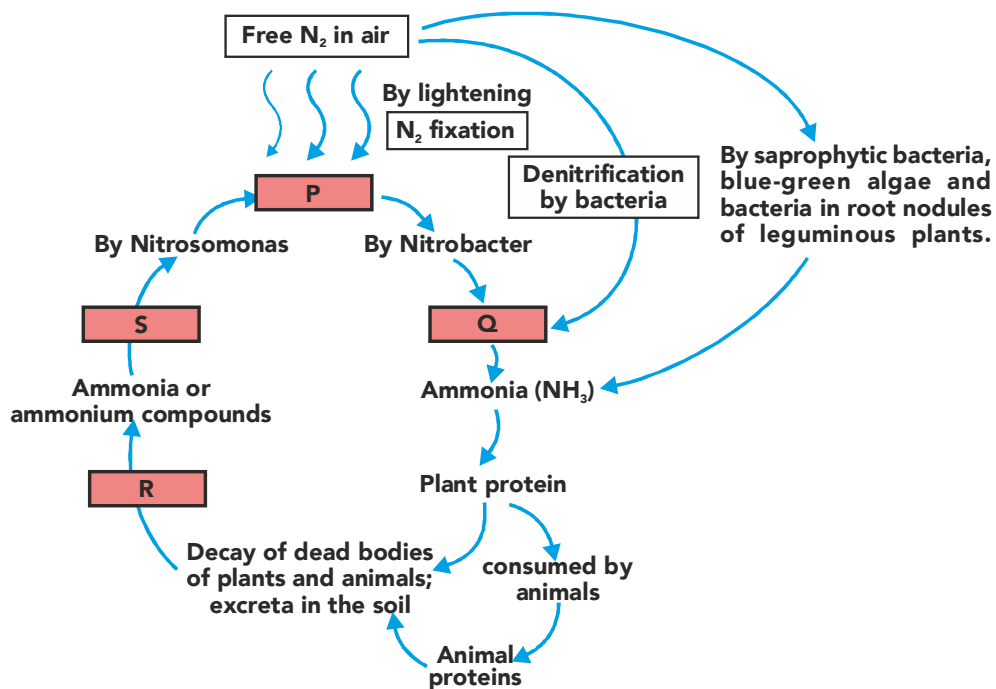 Free N₂ in air
By lightening
N₂ fixation
Denitrification
by bacteria
By saprophytic bacteria,
blue-green algae and
bacteria in root nodules
of leguminous plants.
P
By Nitrosomonas
By Nitrobacter
S
Q
Ammonia or
ammonium compounds
Ammonia (NH₃)
R
Plant protein
Decay of dead bodies
of plants and animals;
excreta in the soil
consumed by
animals
Animal
proteins